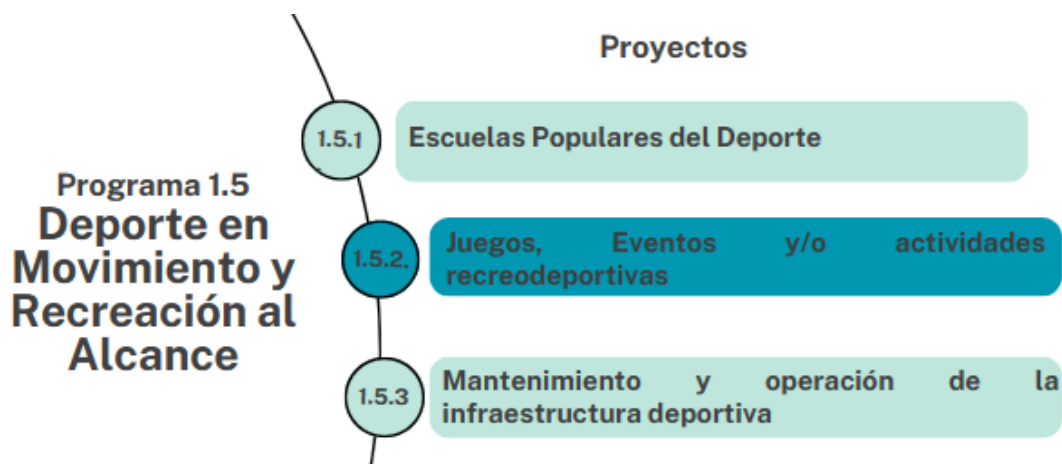 Proyectos
1.5.1
Escuelas Populares del Deporte
Programa 1.5
Deporte en
Movimiento y
Recreación al
Alcance
1.5.2.
Juegos, Eventos y/o actividades
recreodeportivas
1.5.3
Mantenimiento y operación de la
infraestructura deportiva